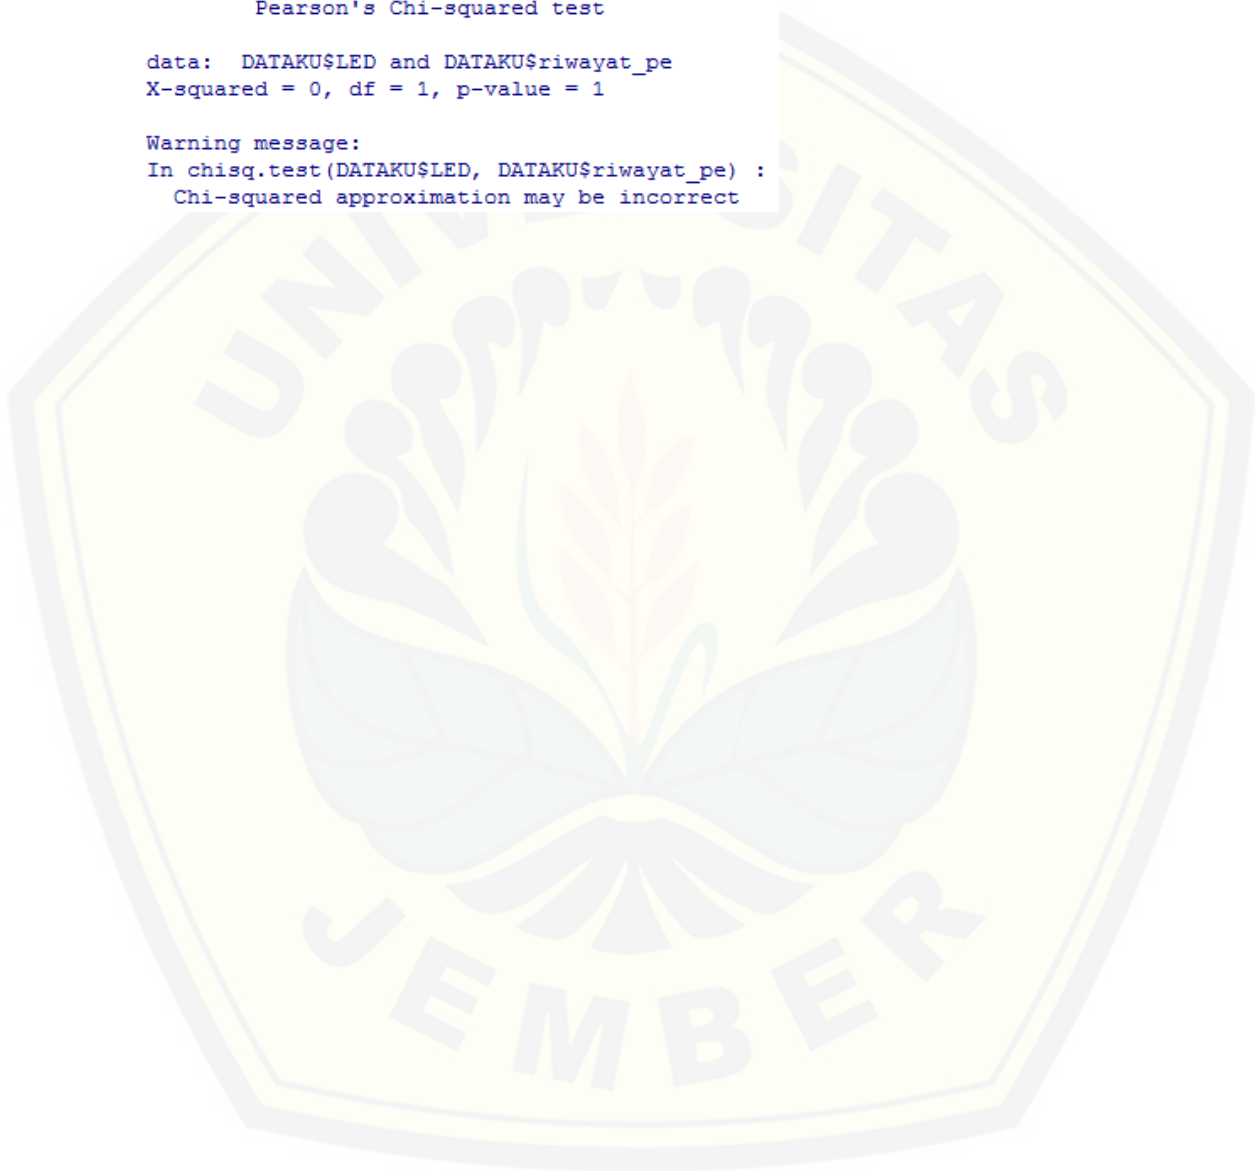 Pearson's Chi-squared test
data:  DATAKU$LED and DATAKU$riwayat_pe
X-squared = 0, df = 1, p-value = 1
Warning message:
In chisq.test(DATAKU$LED, DATAKU$riwayat_pe) :
Chi-squared approximation may be incorrect
UNIVERSITAS
JEMBER